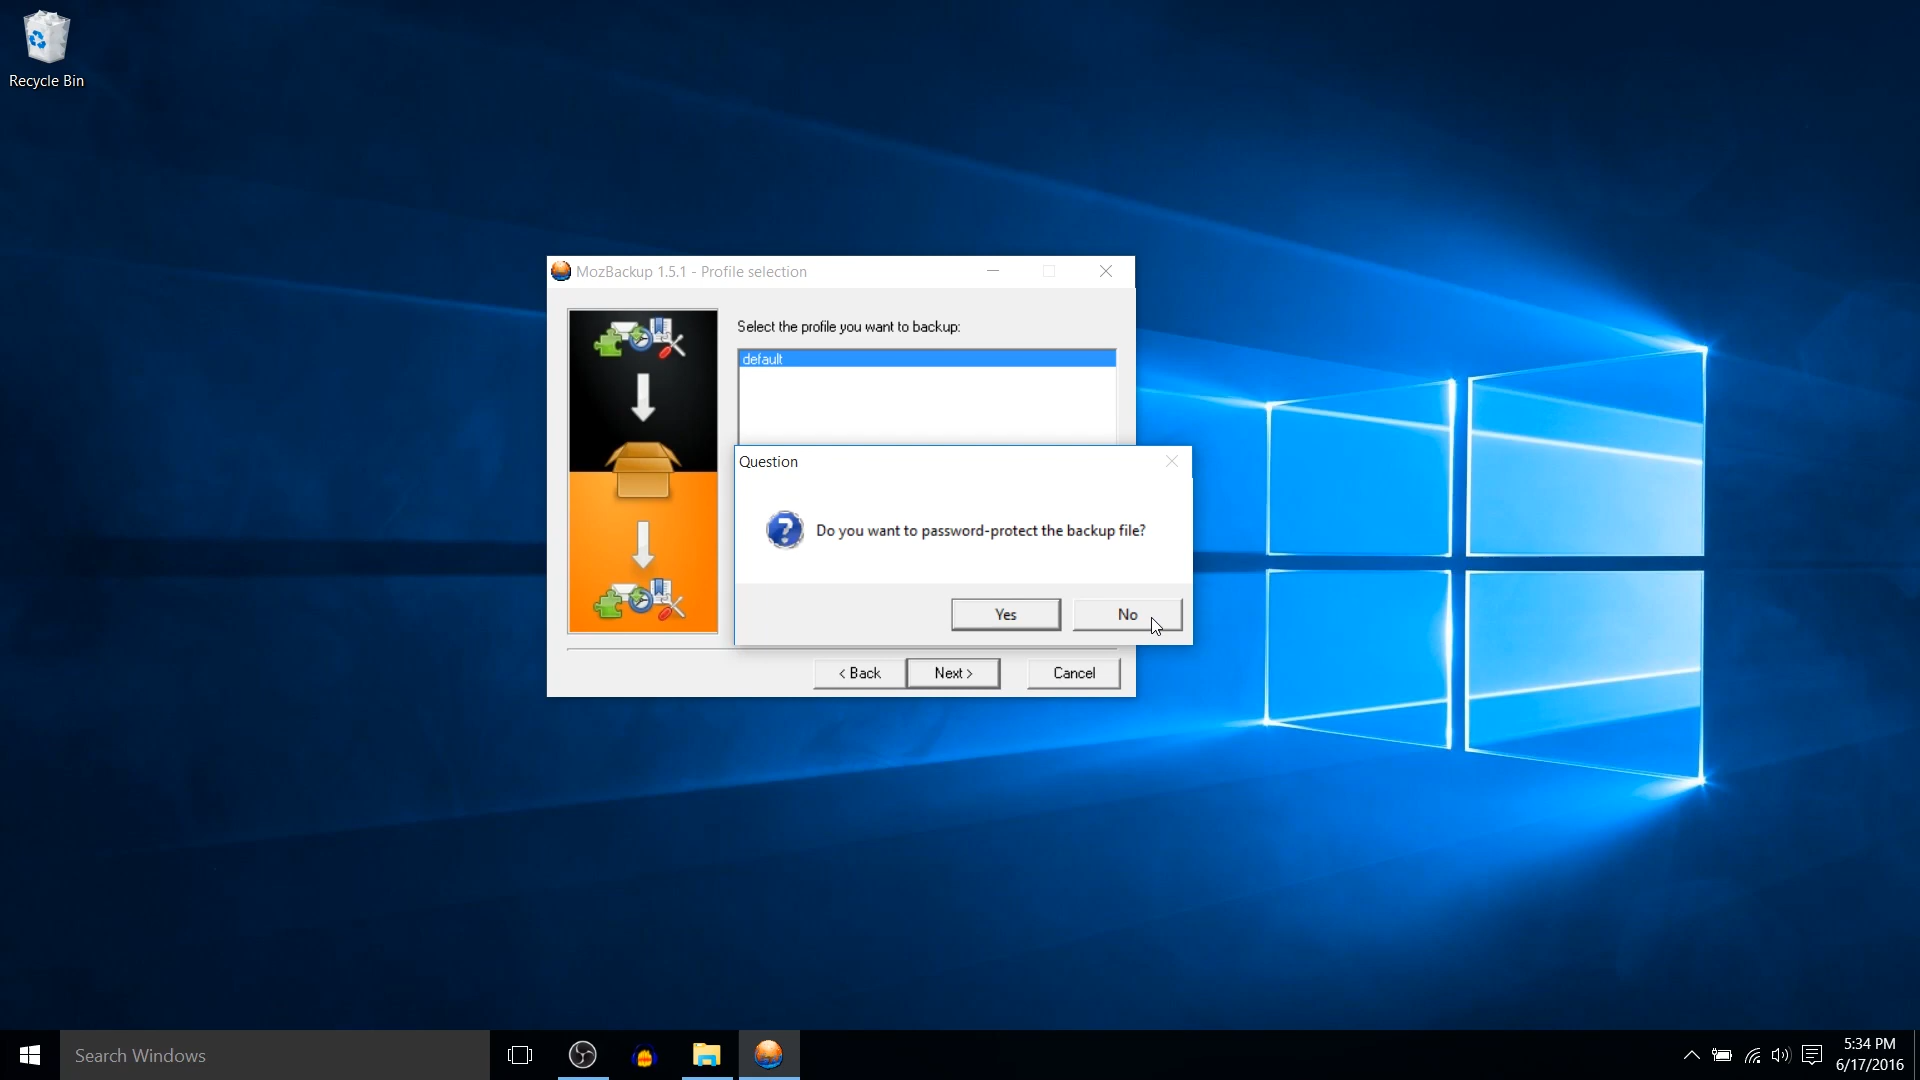 Recycle Bin
MozBackup 1.5.1 - Profile selection
Select the profile you want to backup:
default
Question
Do you want to password-protect the backup file?
Yes
No
< Back
Next >
Cancel
Search Windows
5:34 PM
6/17/2016